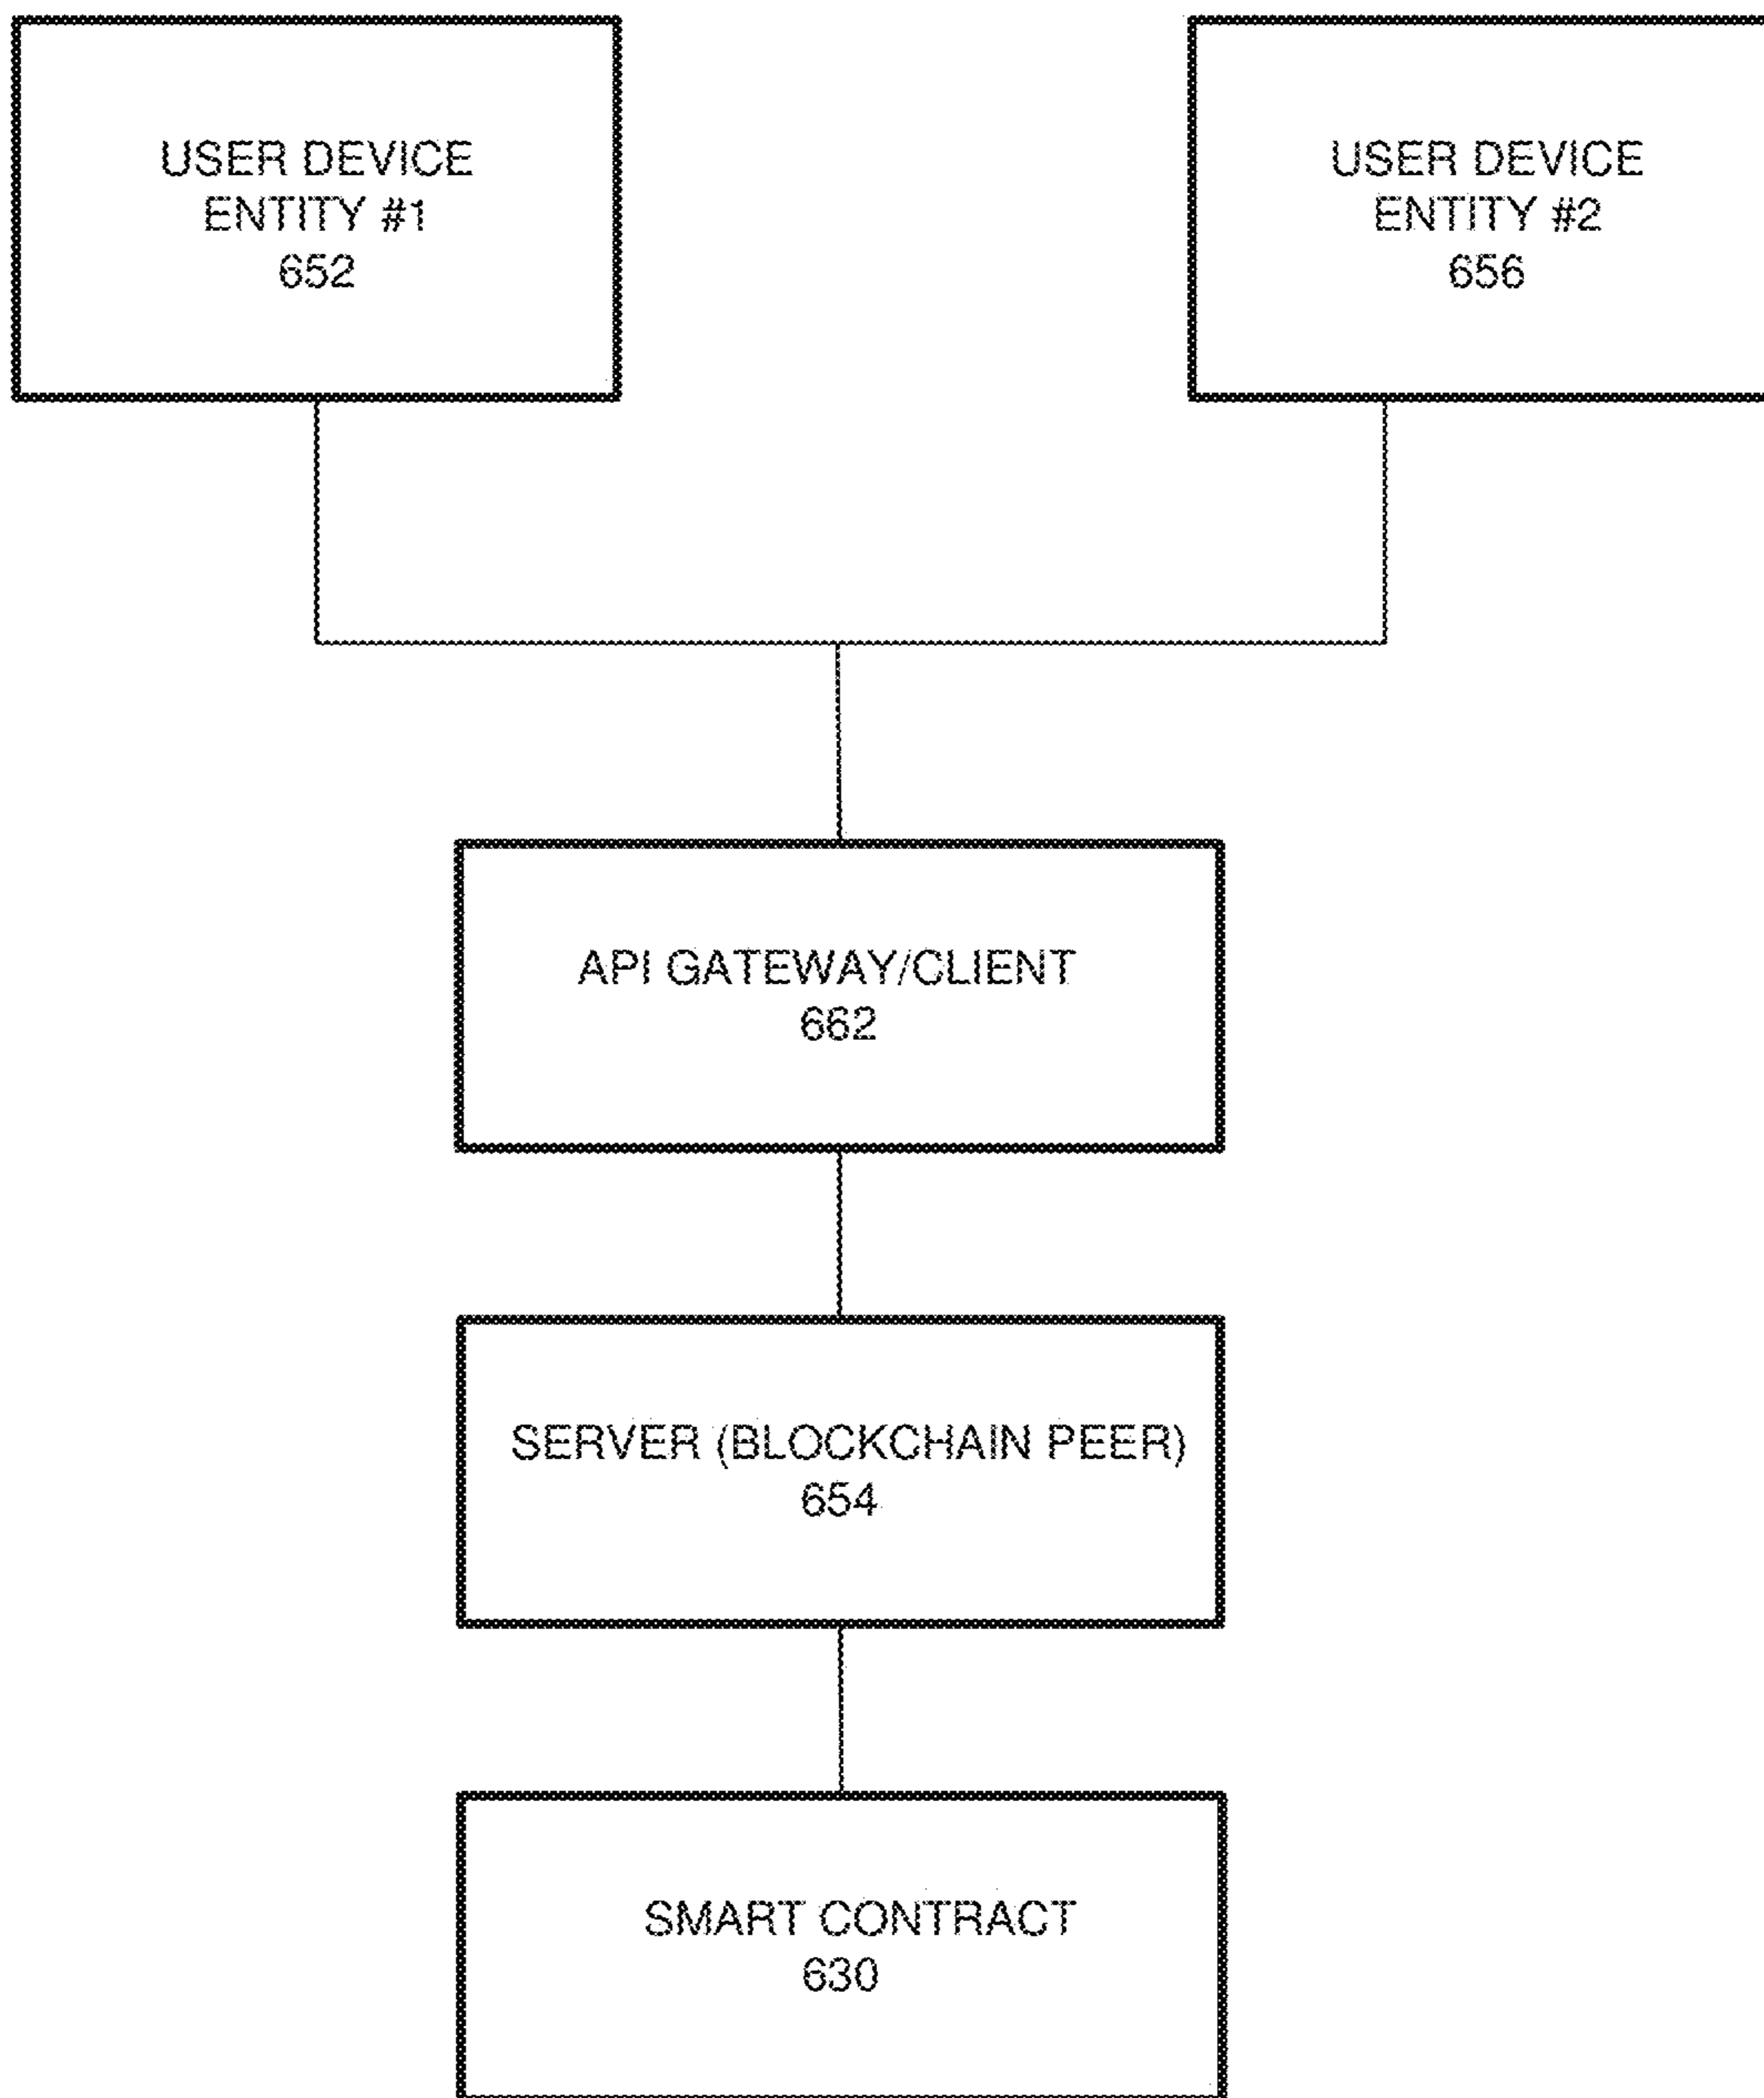 USER DEVICE
ENTITY #1
652
USER DEVICE
ENTITY #2
656
API GATEWAY/CLIENT
662
SERVER (BLOCKCHAIN PEER)
654
SMART CONTRACT
630